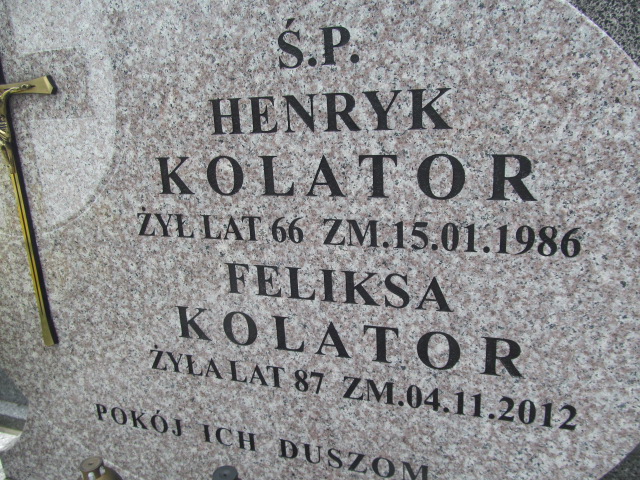 Ś.P.
HENRYK
KOLATOR
ŻYŁ LAT 66 ZM.15.01.1986
FELIKSA
KOLATOR
ŻYŁA LAT 87 ZM.04.11.2012
POKÓJ ICH DUSZOM